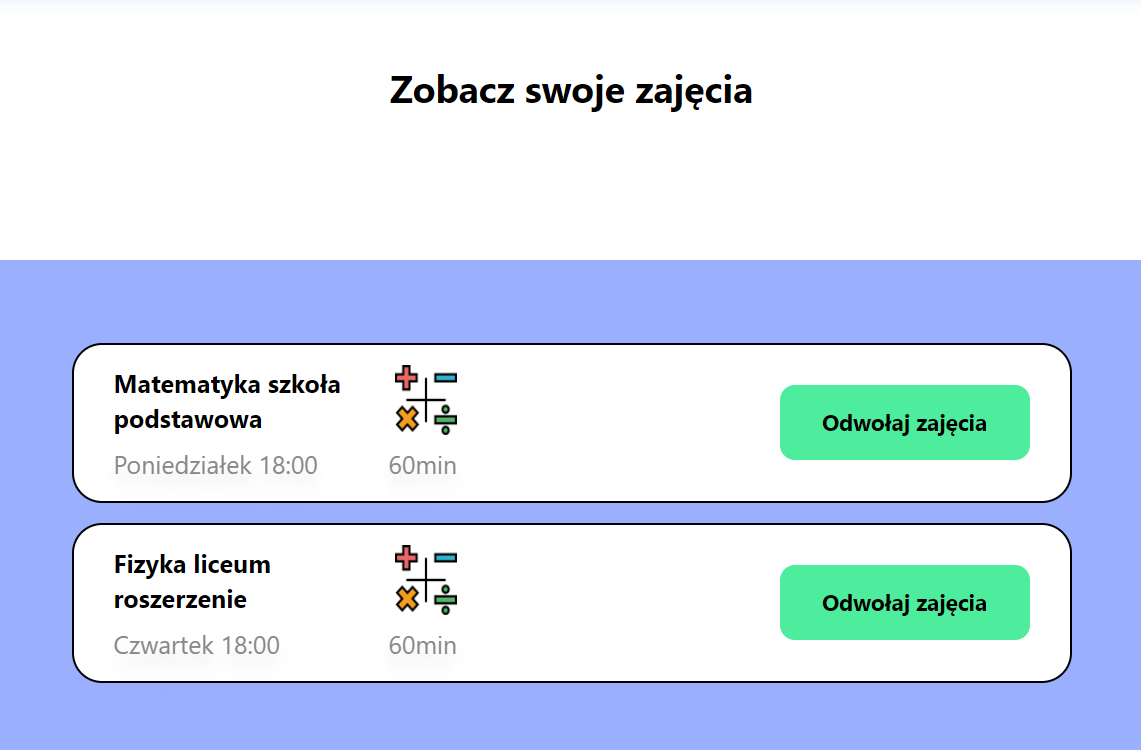 Zobacz swoje zajęcia
Matematyka szkoła
podstawowa
Poniedziałek 18:00
60min
Odwołaj zajęcia
Fizyka liceum
roszerzenie
Czwartek 18:00
60min
Odwołaj zajęcia